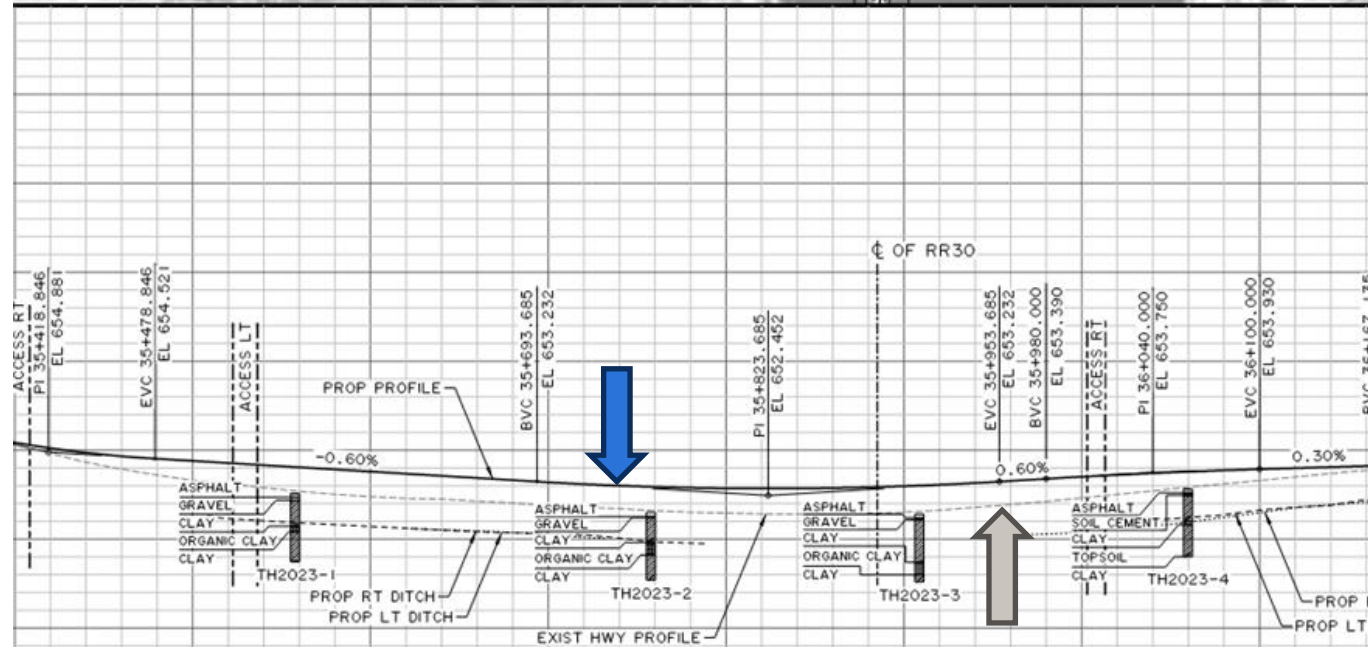 ACCESS RT
PI 35+418.846
EL 654.881
EVC 35+478.846
EL 654.521
ACCESS LT
PROP PROFILE
BVC 35+693.685
EL 653.232
PI 35+823.685
EL 652.452
℄ OF RR30
EVC 35+953.685
EL 653.232
BVC 35+980.000
EL 653.390
ACCESS RT
PI 36+040.000
EL 653.750
EVC 36+100.000
EL 653.930
-0.60%
0.60%
0.30%
ASPHALT
GRAVEL
CLAY
ORGANIC CLAY
CLAY
TH2023-1
ASPHALT
GRAVEL
CLAY
ORGANIC CLAY
CLAY
TH2023-2
ASPHALT
GRAVEL
CLAY
ORGANIC CLAY
CLAY
TH2023-3
ASPHALT
SOIL CEMENT
CLAY
TOPSOIL
CLAY
TH2023-4
PROP RT DITCH
PROP LT DITCH
EXIST HWY PROFILE
PROP
PROP LT